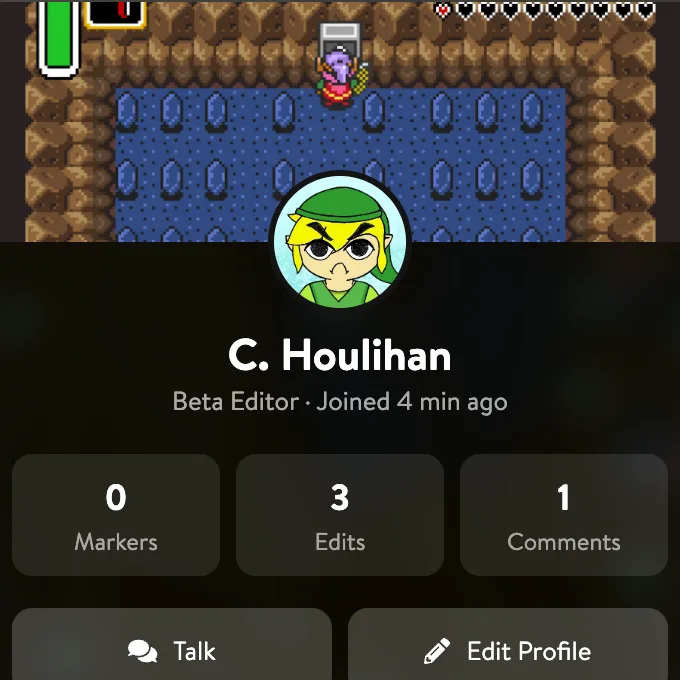 C. Houlihan
Beta Editor · Joined 4 min ago
0
Markers
3
Edits
1
Comments
Talk
Edit Profile